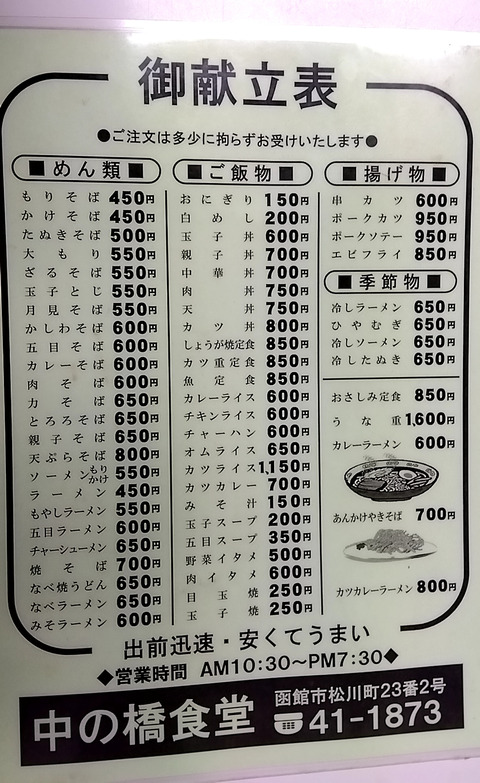 御献立表
●ご注文は多少に拘らずお受けいたします●
■めん類■
もりそば 450円
かけそば 450円
たぬきそば 500円
大もり 550円
ざるそば 550円
玉子とじ 550円
月見そば 550円
かしわそば 600円
五目そば 600円
カレーそば 600円
肉そば 600円
力そば 650円
とろろそば 650円
親子そば 650円
天ぷらそば 800円
ソーメンもりかけ 550円
ラーメン 450円
もやしラーメン 550円
五目ラーメン 600円
チャーシューメン 650円
焼そば 700円
なべ焼うどん 650円
なべラーメン 650円
みそラーメン 600円
■ご飯物■
おにぎり 150円
白めし 200円
玉子丼 600円
親子丼 700円
中華丼 700円
肉丼 750円
天丼 750円
カツ丼 800円
しょうが焼定食 850円
カツ重定食 850円
魚定食 850円
カレーライス 600円
チキンライス 600円
チャーハン 600円
オムライス 650円
カツライス 1,150円
カツカレー 700円
みそ汁 150円
玉子スープ 200円
五目スープ 350円
野菜イタメ 500円
肉イタメ 600円
目玉焼 250円
玉子焼 250円
■揚げ物■
串カツ 600円
ポークカツ 950円
ポークソテー 950円
エビフライ 850円
■季節物■
冷しラーメン 650円
ひやむぎ 650円
冷しソーメン 650円
冷したぬき 650円
おさしみ定食 850円
うな重 1,600円
カレーラーメン 600円
あんかけやきそば 700円
カツカレーラーメン 800円
出前迅速・安くてうまい
◆営業時間 AM10:30~PM7:30◆
中の橋食堂
函館市松川町23番2号
41-1873